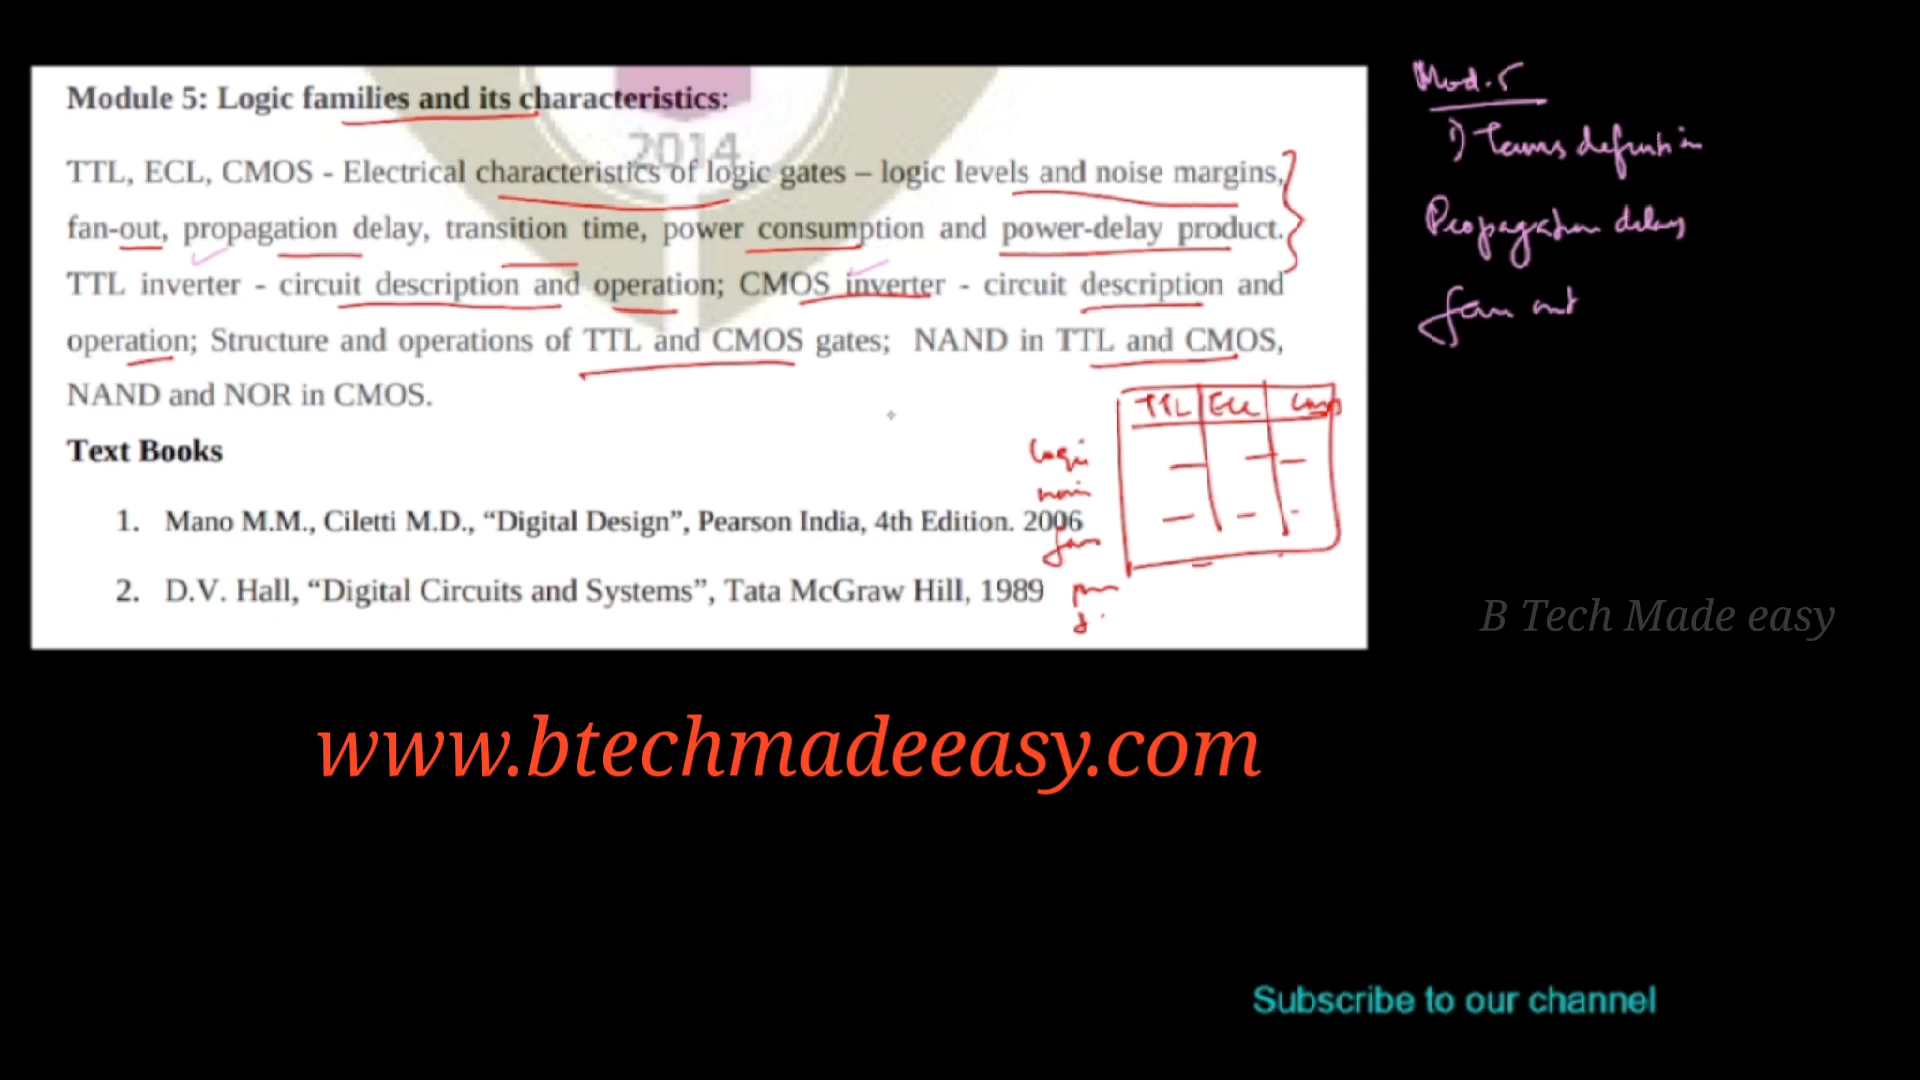 Module 5: Logic families and its characteristics:
2014
TTL, ECL, CMOS - Electrical characteristics of logic gates – logic levels and noise margins,
fan-out, propagation delay, transition time, power consumption and power-delay product.
TTL inverter - circuit description and operation; CMOS inverter - circuit description and
operation; Structure and operations of TTL and CMOS gates; NAND in TTL and CMOS,
NAND and NOR in CMOS.
Text Books
1. Mano M.M., Ciletti M.D., “Digital Design”, Pearson India, 4th Edition. 2006
2. D.V. Hall, “Digital Circuits and Systems”, Tata McGraw Hill, 1989
TTL ECL
fan
Mod. 5
1) Terms definition
Propagation delay
fan out
B Tech Made easy
www.btechmadeeasy.com
Subscribe to our channel